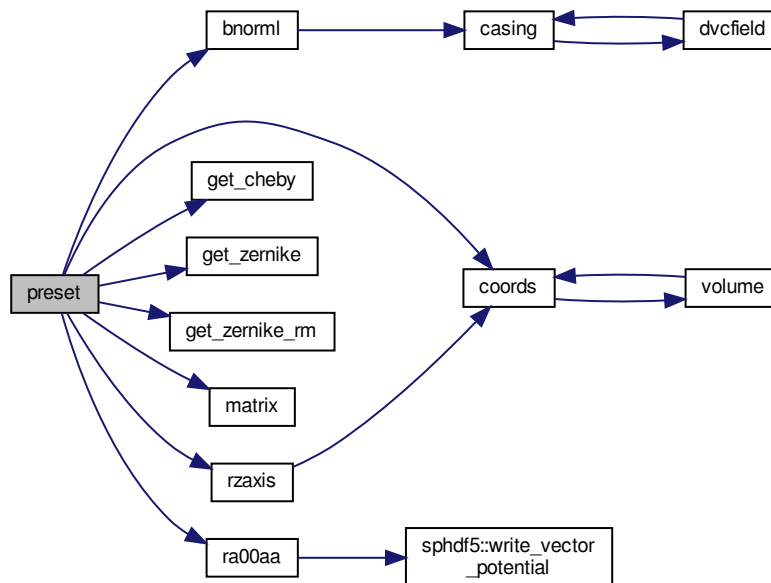 bnorml
casing
dvcfield
get_cheby
get_zernike
preset
coords
volume
get_zernike_rm
matrix
rzaxis
ra00aa
sphdf5::write_vector
_potential